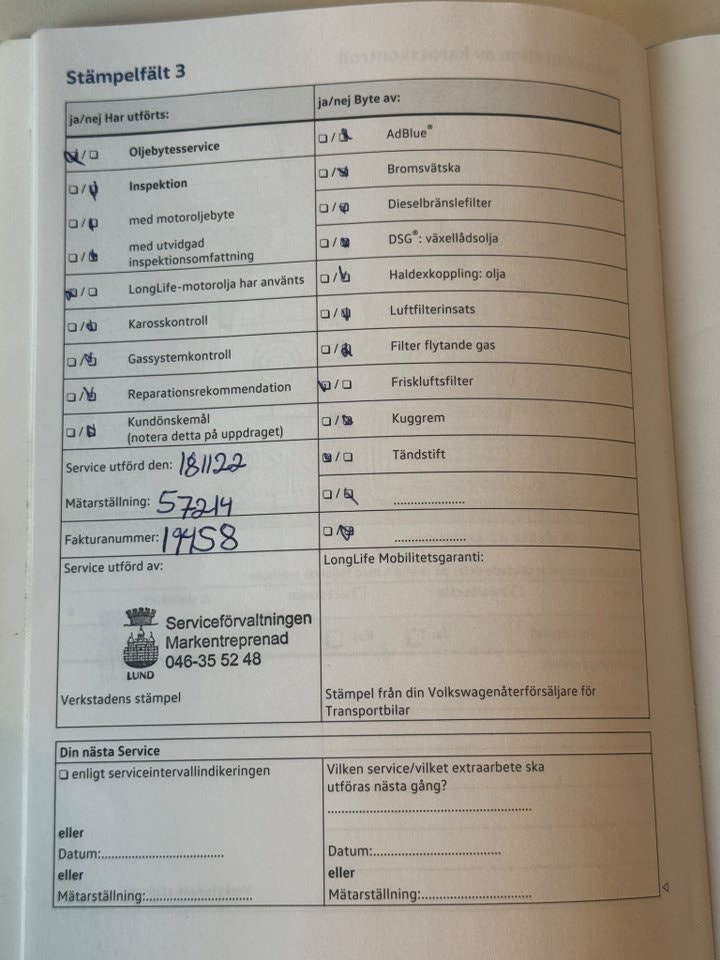 Stämpelfält 3
ja/nej Har utförts:
☒/☐ Oljebytesservice
☐/☒ Inspektion
☐/☒ med motoroljebyte
☐/☒ med utvidgad
inspektionsomfattning
☒/☐ LongLife-motorolja har använts
☐/☒ Karosskontroll
☐/☒ Gassystemkontroll
☐/☒ Reparationsrekommendation
☐/☒ Kundönskemål
(notera detta på uppdraget)
Service utförd den: 181122
Mätarställning: 57214
Fakturanummer: 19458
Service utförd av:
Serviceförvaltningen
Markentreprenad
046-35 52 48
LUND
Verkstadens stämpel
ja/nej Byte av:
☐/☒ AdBlue®
☐/☒ Bromsvätska
☐/☒ Dieselbränslefilter
☐/☒ DSG®: växellådsolja
☐/☒ Haldexkoppling: olja
☐/☒ Luftfilterinsats
☐/☒ Filter flytande gas
☒/☐ Friskluftsfilter
☐/☒ Kuggrem
☒/☐ Tändstift
☐/☒ ....................
☐/☒ ....................
LongLife Mobilitetsgaranti:
Stämpel från din Volkswagenåterförsäljare för
Transportbilar
Din nästa Service
☐ enligt serviceintervallindikeringen
eller
Datum:..................................
eller
Mätarställning:..............................
Vilken service/vilket extraarbete ska
utföras nästa gång?
.........................................................
Datum:...................................
eller
Mätarställning:...............................